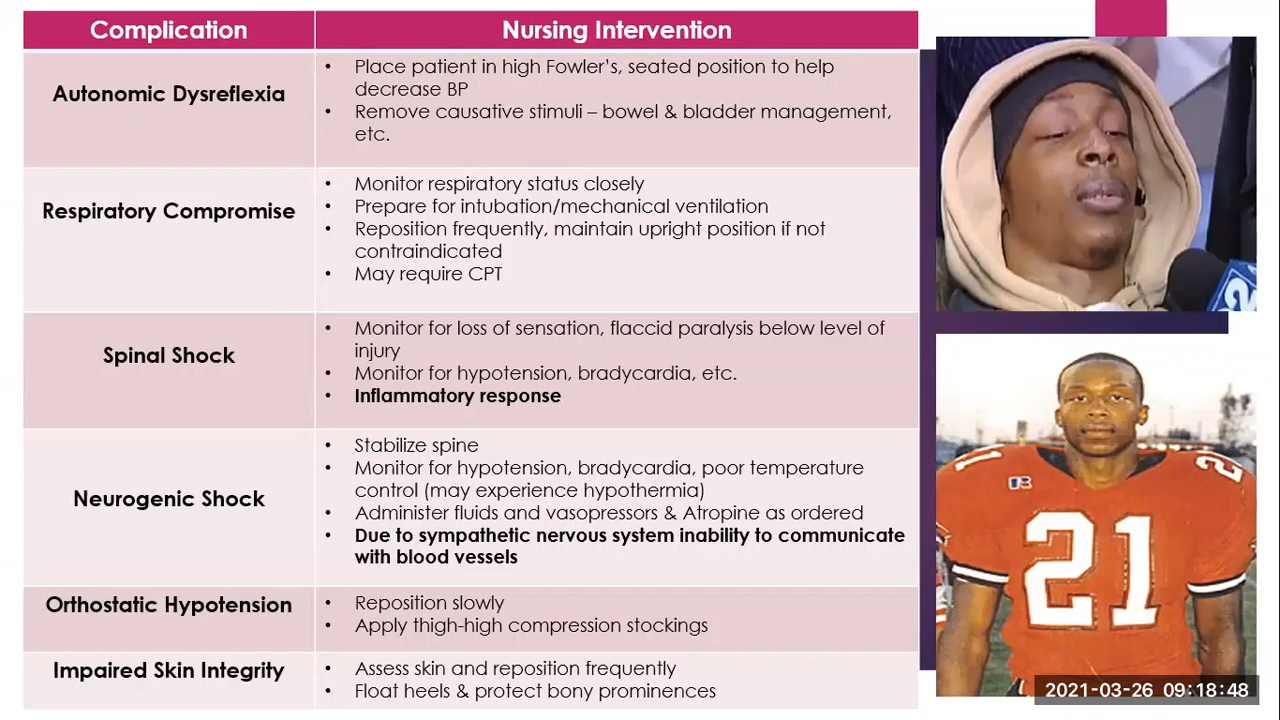 Complication
Nursing Intervention
Autonomic Dysreflexia
• Place patient in high Fowler's, seated position to help
decrease BP
• Remove causative stimuli – bowel & bladder management,
etc.
Respiratory Compromise
• Monitor respiratory status closely
• Prepare for intubation/mechanical ventilation
• Reposition frequently, maintain upright position if not
contraindicated
• May require CPT
Spinal Shock
• Monitor for loss of sensation, flaccid paralysis below level of
injury
• Monitor for hypotension, bradycardia, etc.
• Inflammatory response
Neurogenic Shock
• Stabilize spine
• Monitor for hypotension, bradycardia, poor temperature
control (may experience hypothermia)
• Administer fluids and vasopressors & Atropine as ordered
• Due to sympathetic nervous system inability to communicate
with blood vessels
Orthostatic Hypotension
• Reposition slowly
• Apply thigh-high compression stockings
Impaired Skin Integrity
• Assess skin and reposition frequently
• Float heels & protect bony prominences
21
21
2021-03-26 09:18:48